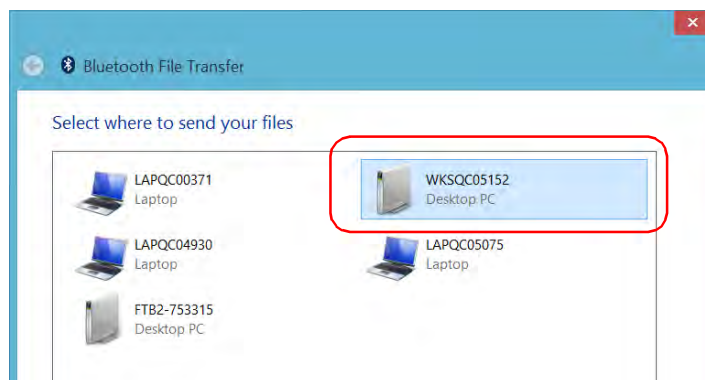 Bluetooth File Transfer
Select where to send your files
LAPQC00371
Laptop
WKSQC05152
Desktop PC
LAPQC04930
Laptop
LAPQC05075
Laptop
FTB2-753315
Desktop PC